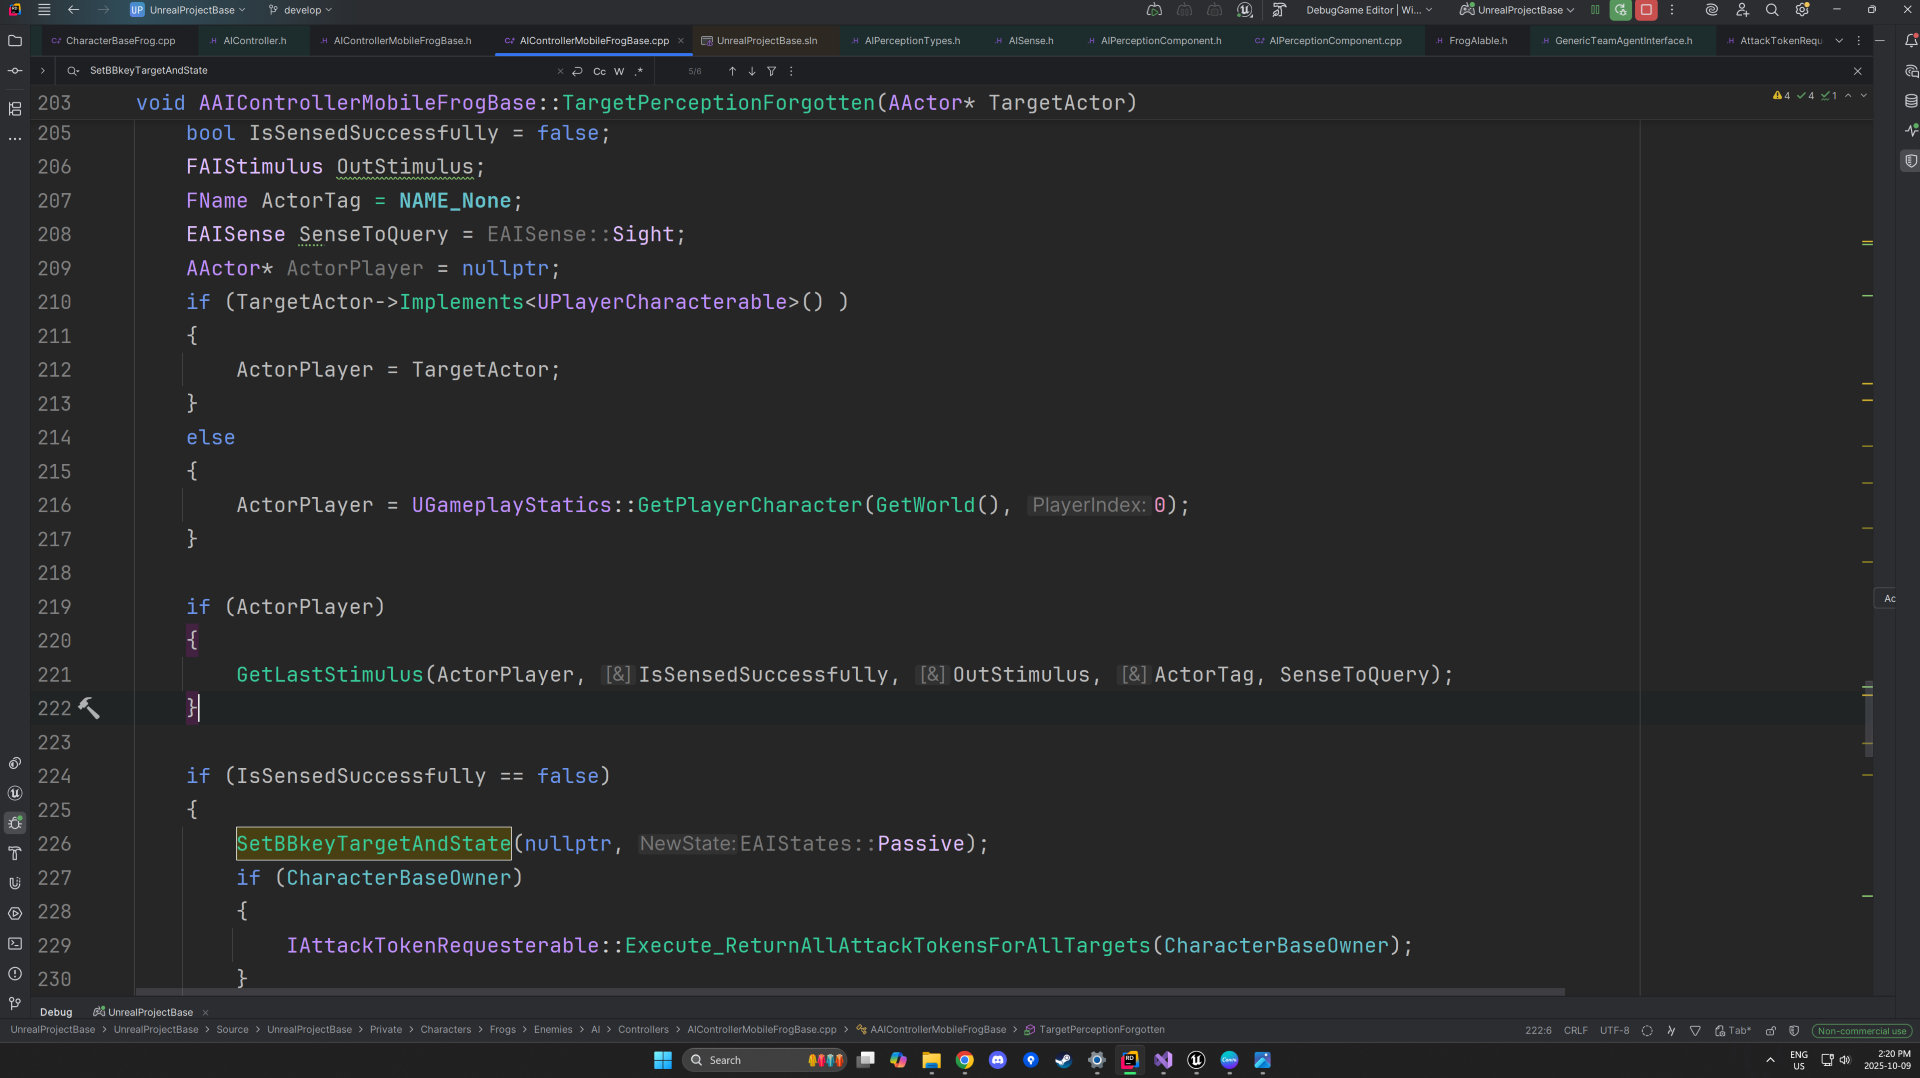 UP UnrealProjectBase develop DebugGame Editor | Wi... UnrealProjectBase
CharacterBaseFrog.cpp AIController.h AIControllerMobileFrogBase.h AIControllerMobileFrogBase.cpp UnrealProjectBase.sln AIPerceptionTypes.h AISense.h AIPerceptionComponent.h AIPerceptionComponent.cpp FrogAIable.h GenericTeamAgentInterface.h AttackTokenRequ
SetBBkeyTargetAndState Cc W .* 5/6
203 void AAIControllerMobileFrogBase::TargetPerceptionForgotten(AActor* TargetActor) 4 4 1
205 bool IsSensedSuccessfully = false;
206 FAIStimulus OutStimulus;
207 FName ActorTag = NAME_None;
208 EAISense SenseToQuery = EAISense::Sight;
209 AActor* ActorPlayer = nullptr;
210 if (TargetActor->Implements<UPlayerCharacterable>() )
211 {
212 ActorPlayer = TargetActor;
213 }
214 else
215 {
216 ActorPlayer = UGameplayStatics::GetPlayerCharacter(GetWorld(), PlayerIndex: 0);
217 }
218
219 if (ActorPlayer)
220 {
221 GetLastStimulus(ActorPlayer, [&] IsSensedSuccessfully, [&] OutStimulus, [&] ActorTag, SenseToQuery);
222 }
223
224 if (IsSensedSuccessfully == false)
225 {
226 SetBBkeyTargetAndState(nullptr, NewState: EAIStates::Passive);
227 if (CharacterBaseOwner)
228 {
229 IAttackTokenRequesterable::Execute_ReturnAllAttackTokensForAllTargets(CharacterBaseOwner);
230 }
Ac
Debug UnrealProjectBase
UnrealProjectBase > UnrealProjectBase > Source > UnrealProjectBase > Private > Characters > Frogs > Enemies > AI > Controllers > AIControllerMobileFrogBase.cpp > AAIControllerMobileFrogBase > TargetPerceptionForgotten 222:6 CRLF UTF-8 Tab* Non-commercial use
Search ENG US 2:20 PM 2025-10-09